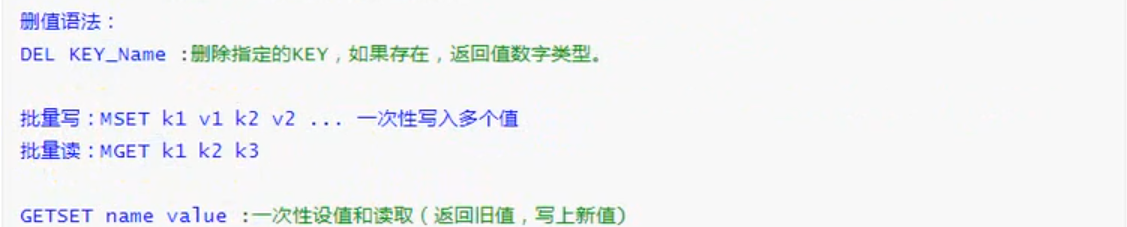 删值语法：
DEL KEY_Name :删除指定的KEY，如果存在，返回值数字类型。
批量写：MSET k1 v1 k2 v2 ... 一次性写入多个值
批量读：MGET k1 k2 k3
GETSET name value :一次性设值和读取（返回旧值，写上新值）